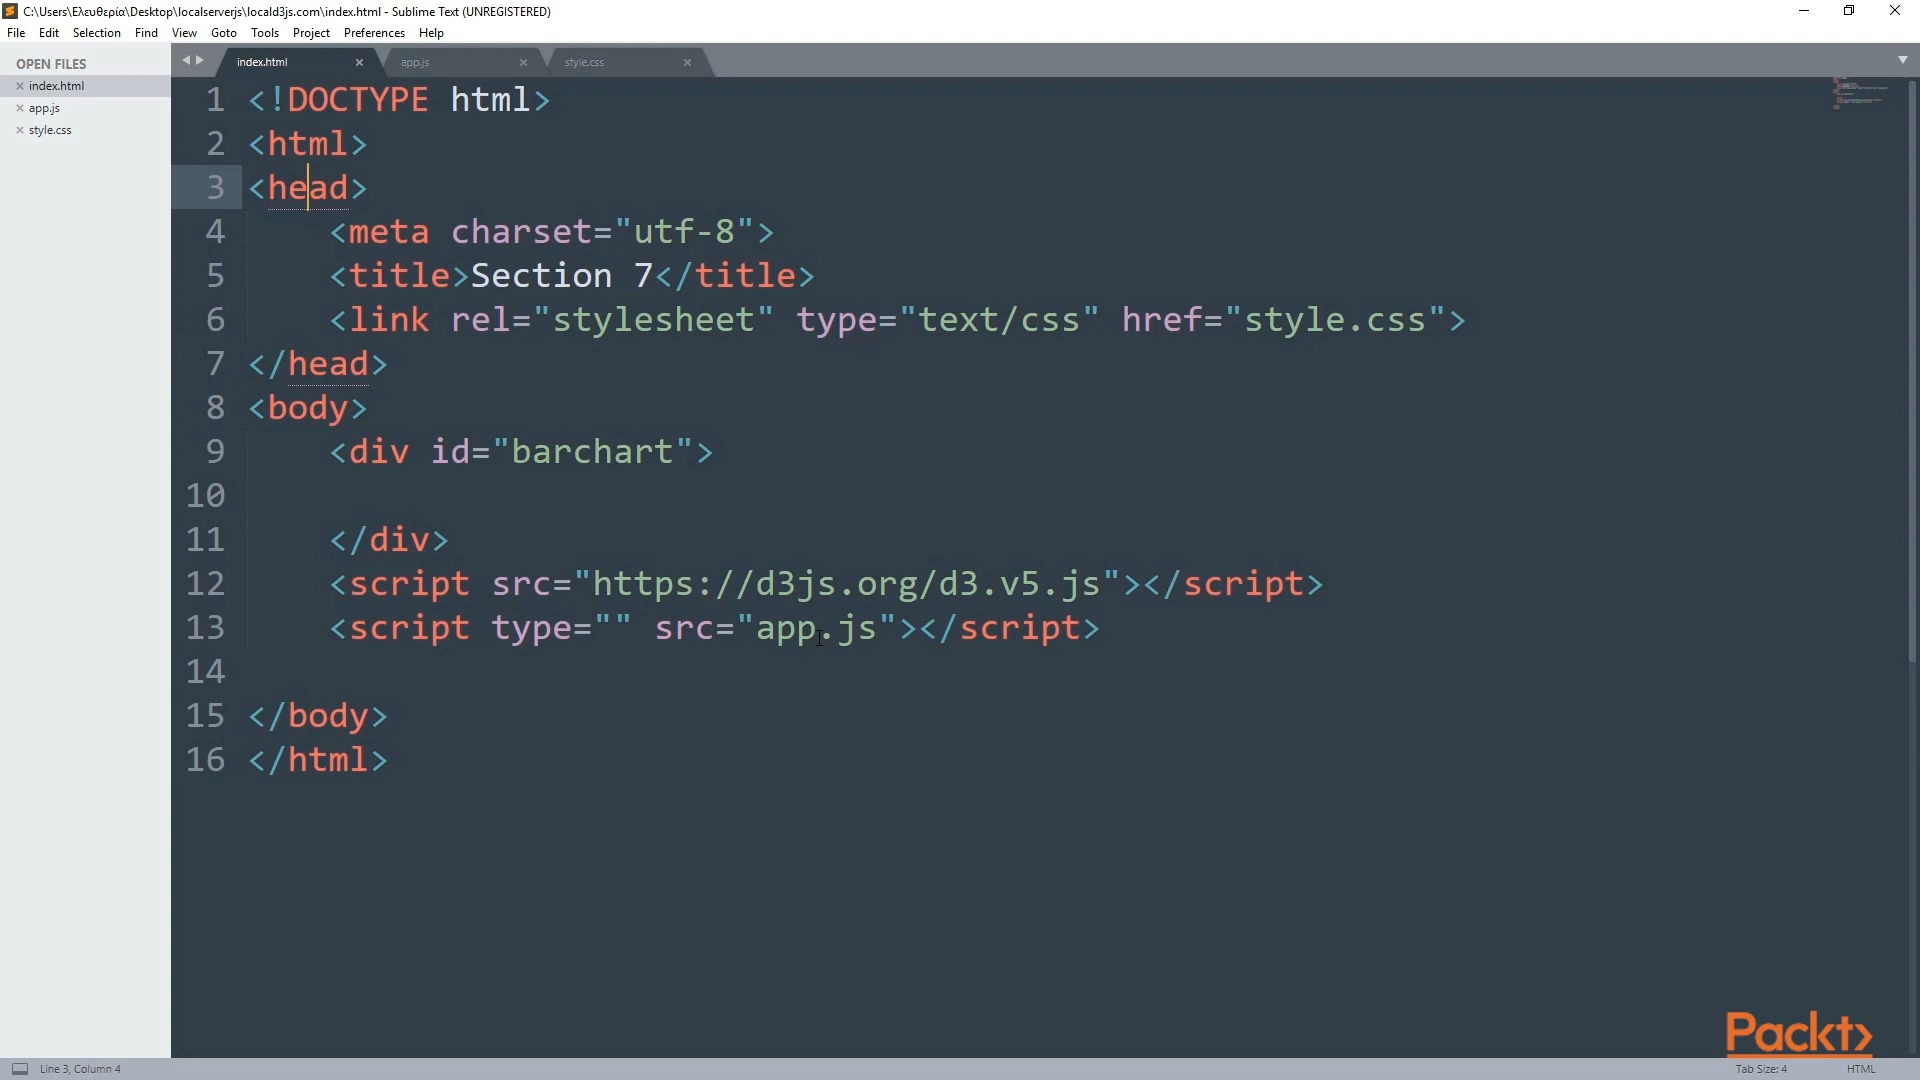 C:\Users\Ελευθερία\Desktop\localserverjs\locald3js.com\index.html - Sublime Text (UNREGISTERED)
File Edit Selection Find View Goto Tools Project Preferences Help
OPEN FILES
index.html
app.js
style.css
index.html app.js style.css
1 <!DOCTYPE html>
2 <html>
3 <head>
4     <meta charset="utf-8">
5     <title>Section 7</title>
6     <link rel="stylesheet" type="text/css" href="style.css">
7 </head>
8 <body>
9     <div id="barchart">
10
11     </div>
12     <script src="https://d3js.org/d3.v5.js"></script>
13     <script type="" src="app.js"></script>
14
15 </body>
16 </html>
Packt>
Line 3, Column 4
Tab Size: 4
HTML